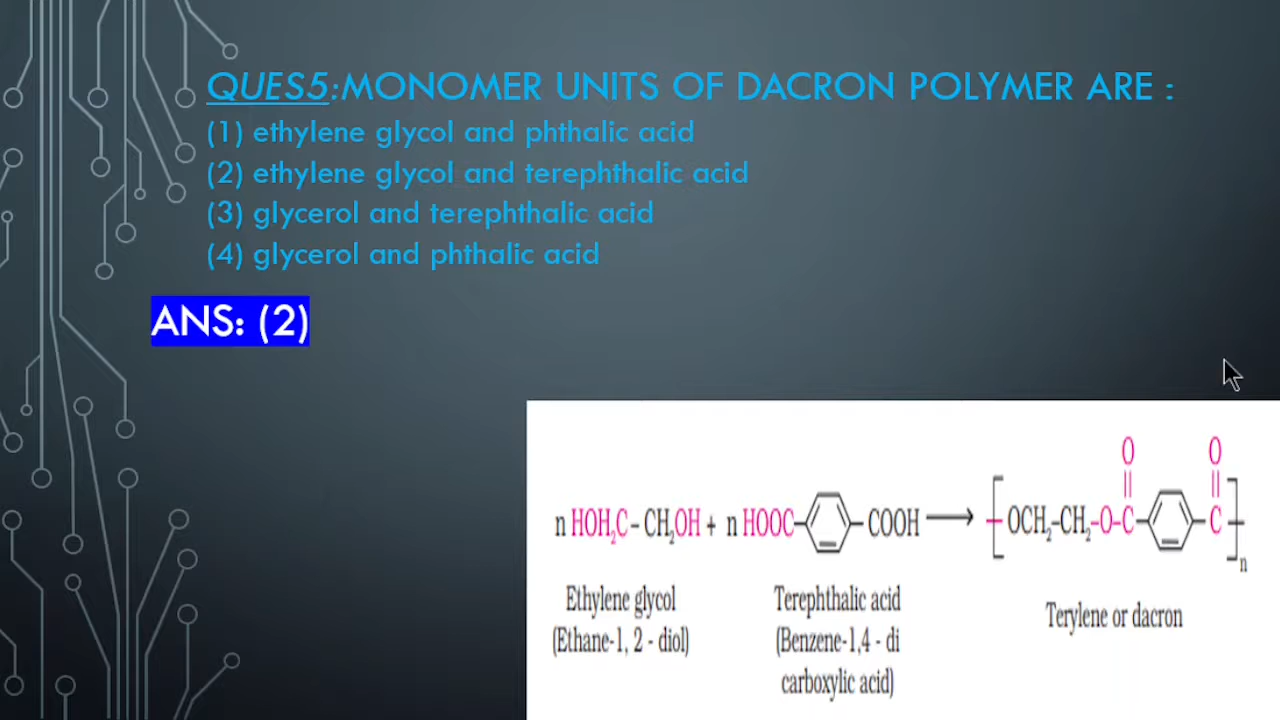 QUES5:MONOMER UNITS OF DACRON POLYMER ARE :
(1) ethylene glycol and phthalic acid
(2) ethylene glycol and terephthalic acid
(3) glycerol and terephthalic acid
(4) glycerol and phthalic acid
ANS: (2)
n HOH₂C – CH₂OH + n HOOC COOH
OCH₂–CH₂–O–C C n
O O
Ethylene glycol
(Ethane-1, 2 - diol)
Terephthalic acid
(Benzene-1,4 - di
carboxylic acid)
Terylene or dacron